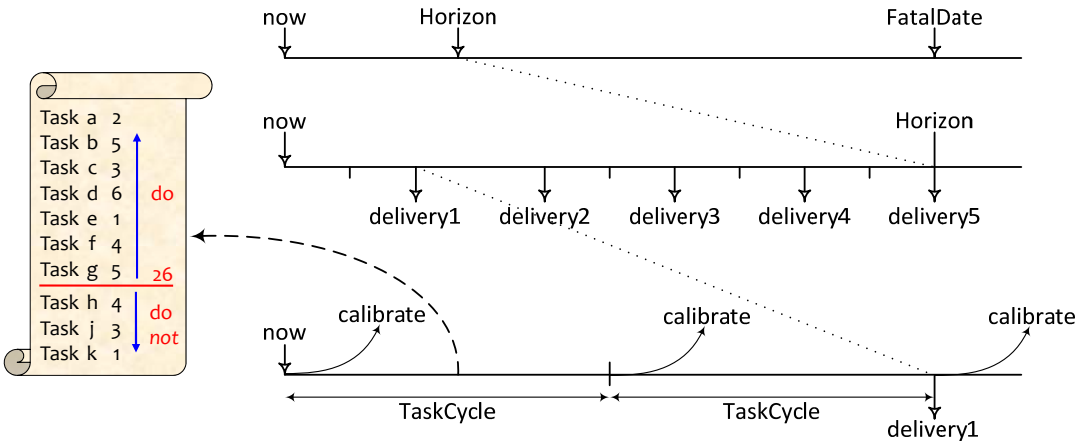 now
Horizon
FatalDate
now
Horizon
delivery1
delivery2
delivery3
delivery4
delivery5
Task a 2
Task b 5
Task c 3
Task d 6
do
Task e 1
Task f 4
Task g 5
26
Task h 4
do
Task j 3
not
Task k 1
now
calibrate
calibrate
calibrate
TaskCycle
TaskCycle
delivery1